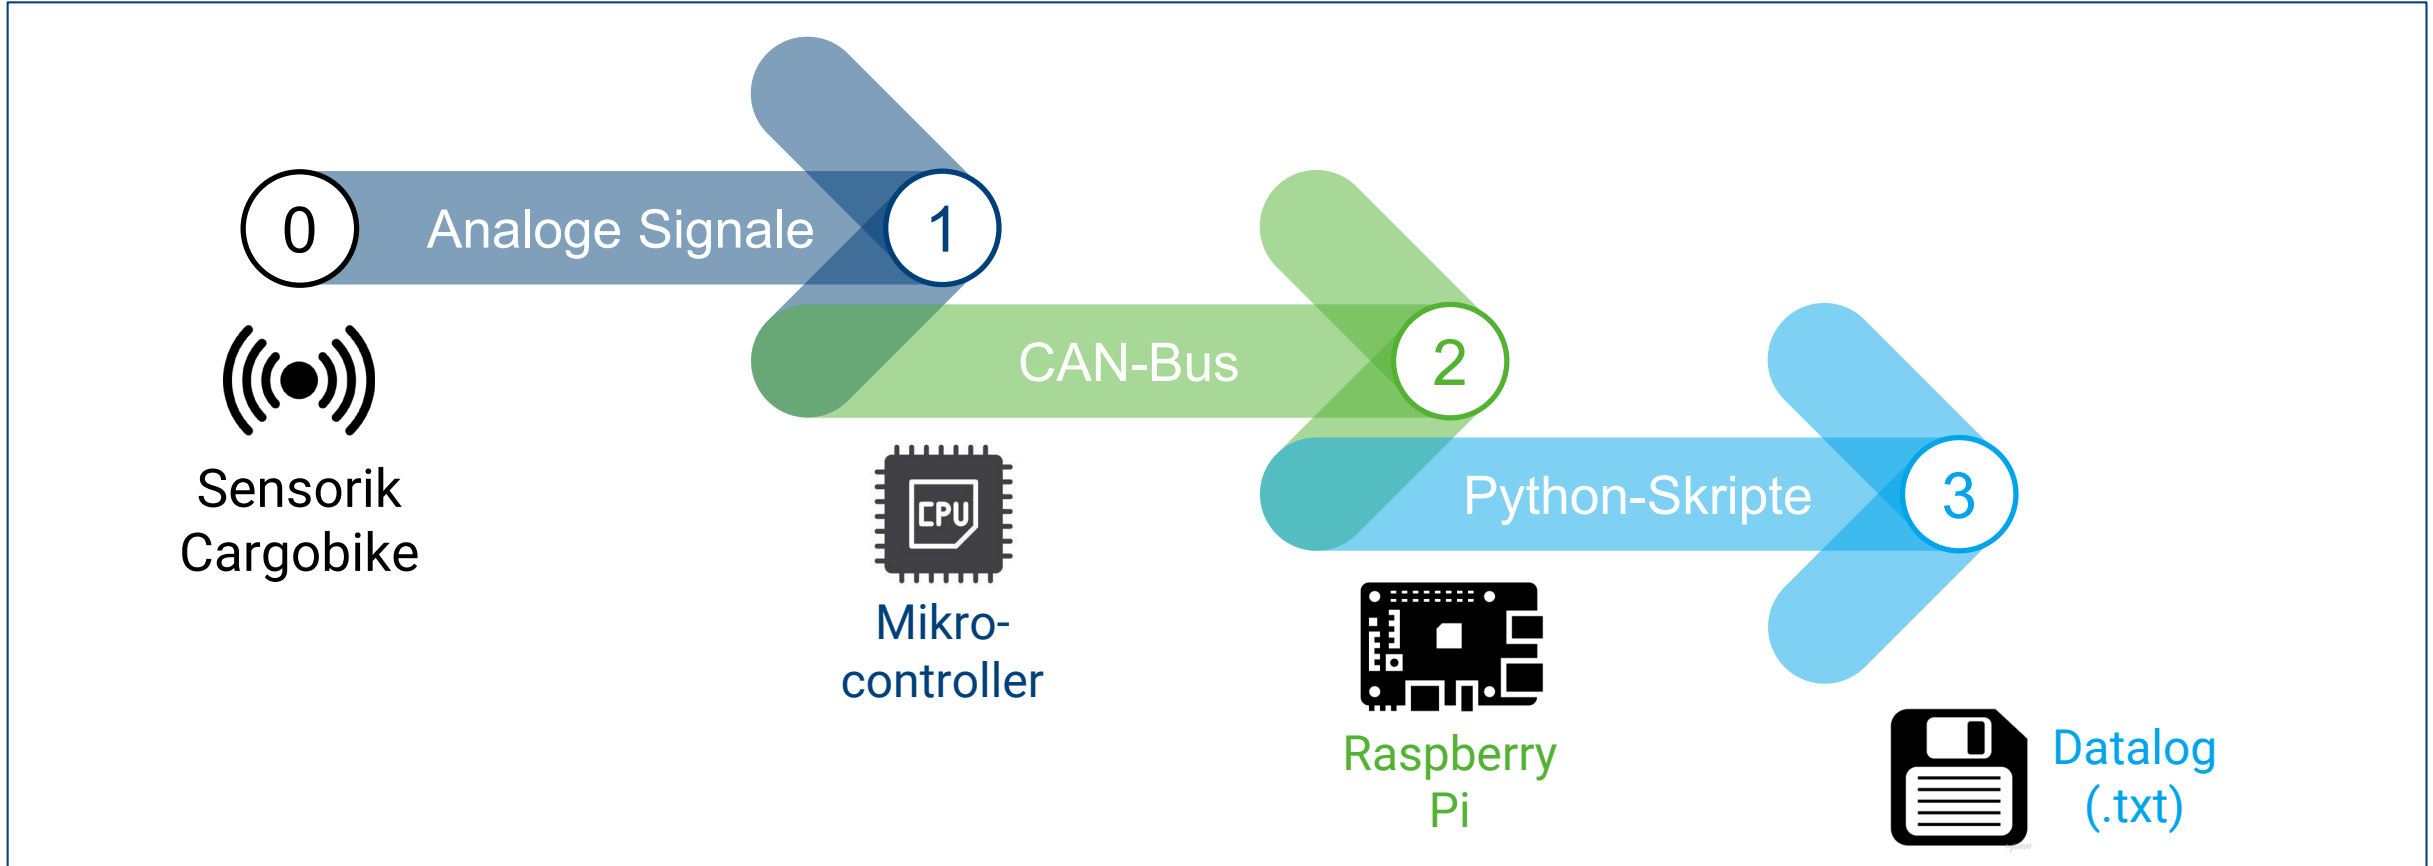 0
Analoge Signale
1
CAN-Bus
2
Python-Skripte
3
Sensorik
Cargobike
CPU
Mikro-
controller
Raspberry
Pi
Datalog
(.txt)